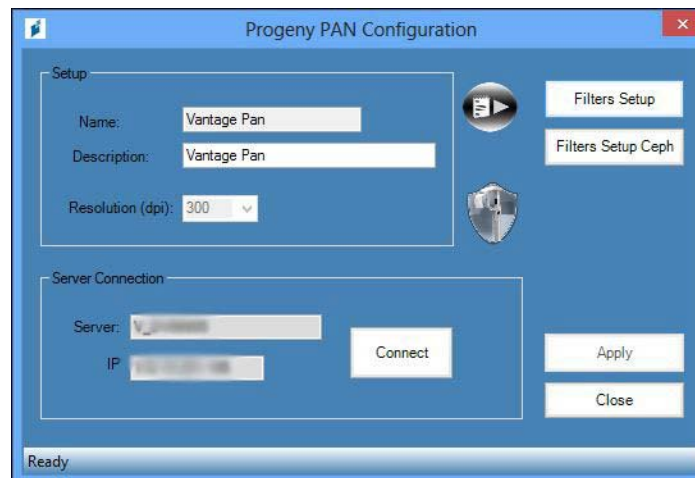 Progeny PAN Configuration
Setup
Name: Vantage Pan
Description: Vantage Pan
Resolution (dpi): 300
Filters Setup
Filters Setup Ceph
Server Connection
Server:
IP
Connect
Apply
Close
Ready